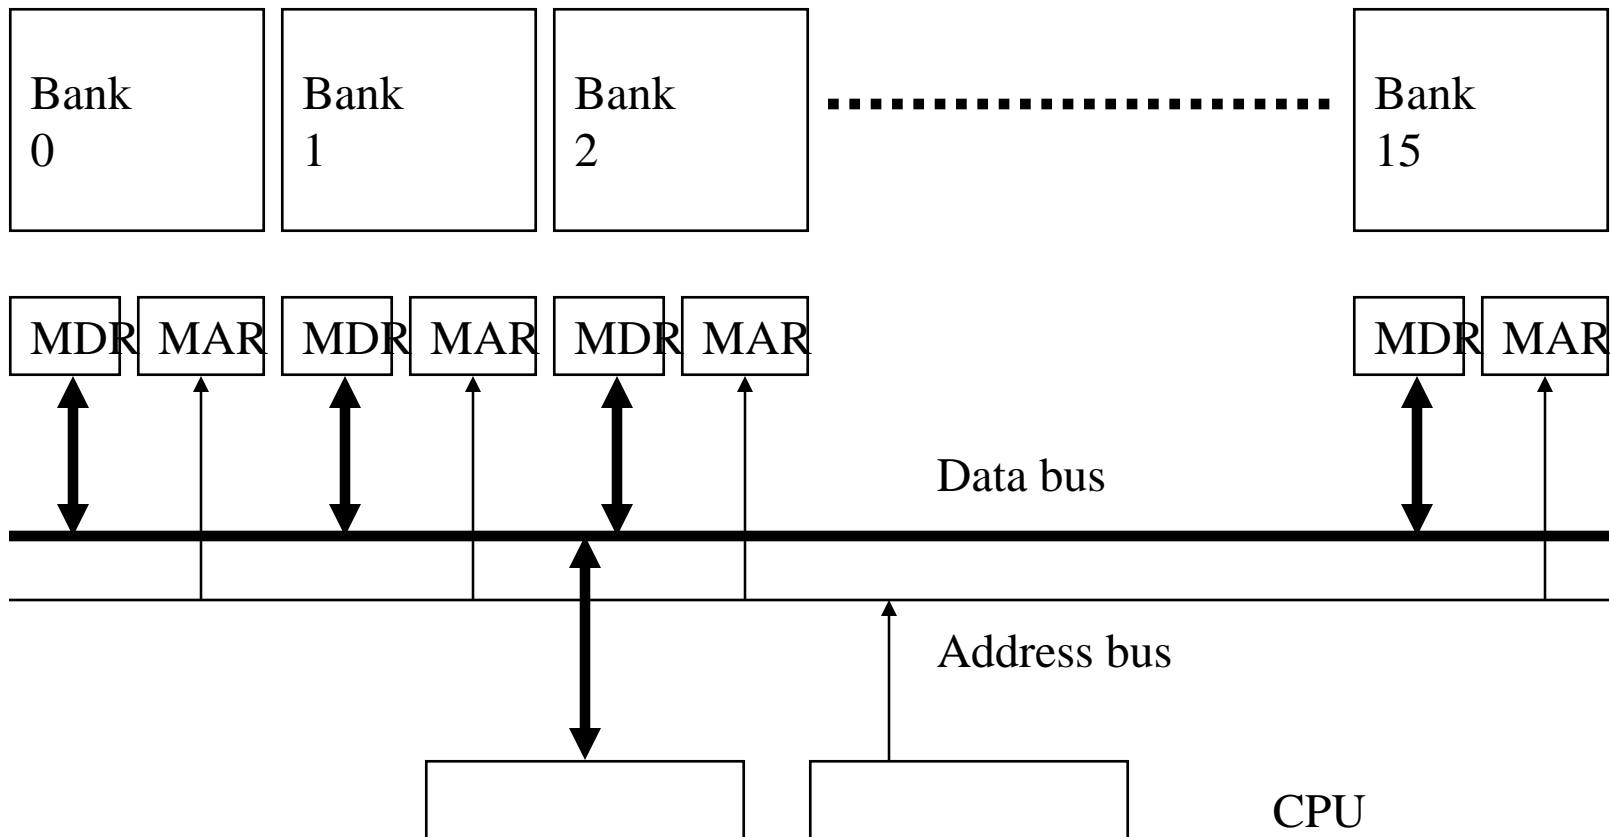 Bank
0
Bank
1
Bank
2
Bank
15
MDR MAR MDR MAR MDR MAR MDR MAR
Data bus
Address bus
CPU